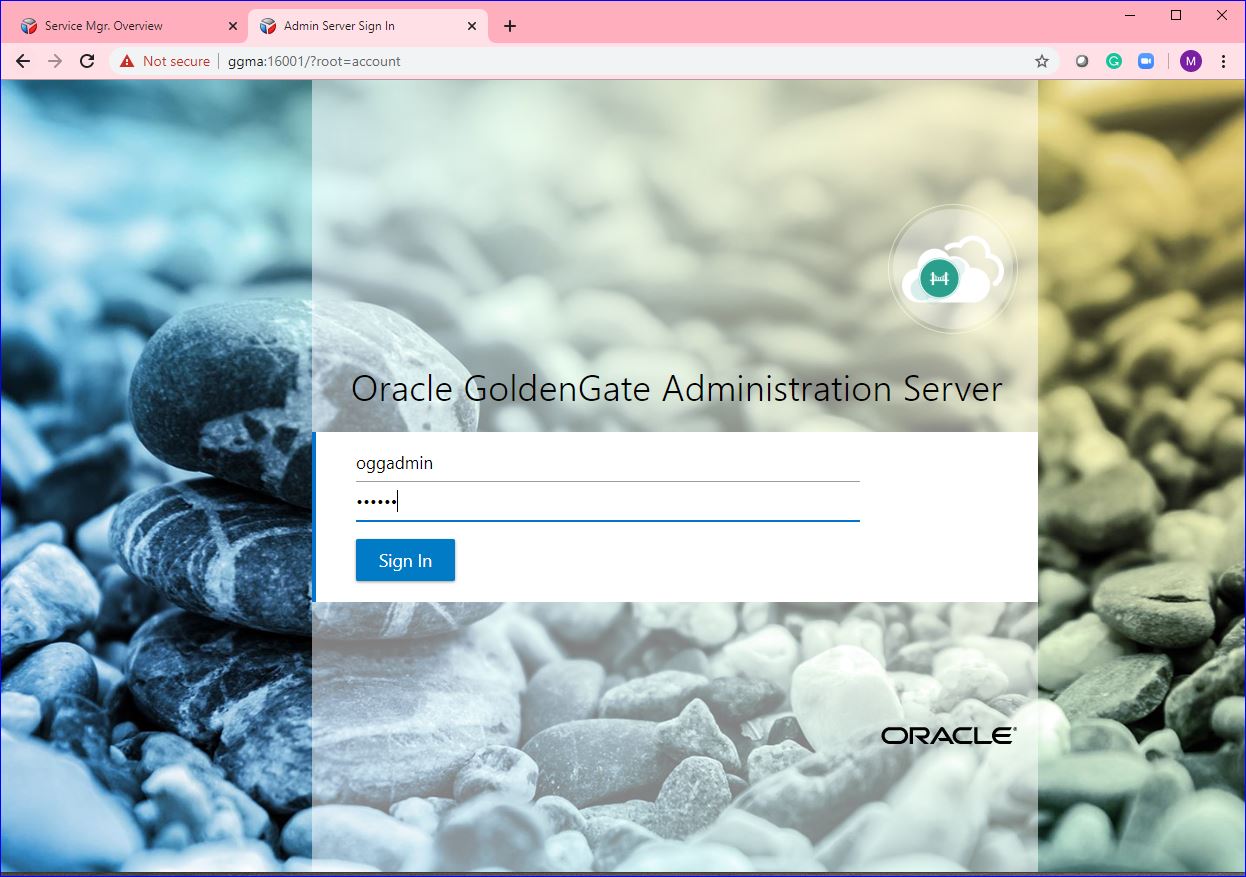 Service Mgr. Overview
Admin Server Sign In
Not secure
ggma:16001/?root=account
M
Oracle GoldenGate Administration Server
oggadmin
••••••
Sign In
ORACLE®